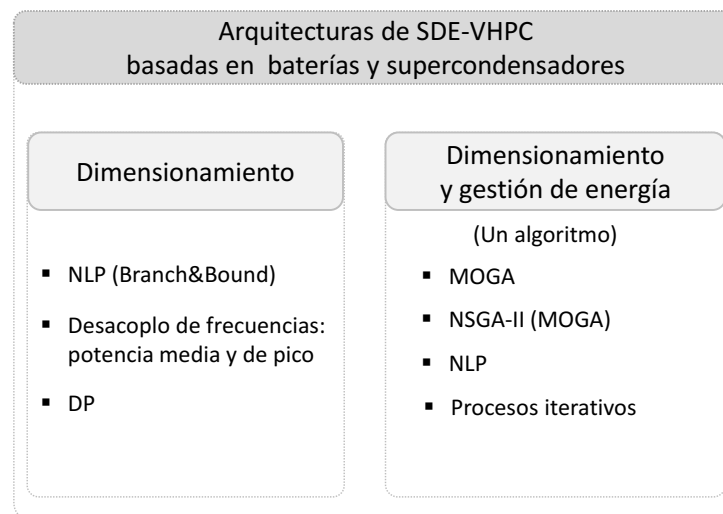 Arquitecturas de SDE-VHPC
basadas en baterías y supercondensadores
Dimensionamiento
▪ NLP (Branch&Bound)
▪ Desacoplo de frecuencias:
potencia media y de pico
▪ DP
Dimensionamiento
y gestión de energía
(Un algoritmo)
▪ MOGA
▪ NSGA-II (MOGA)
▪ NLP
▪ Procesos iterativos